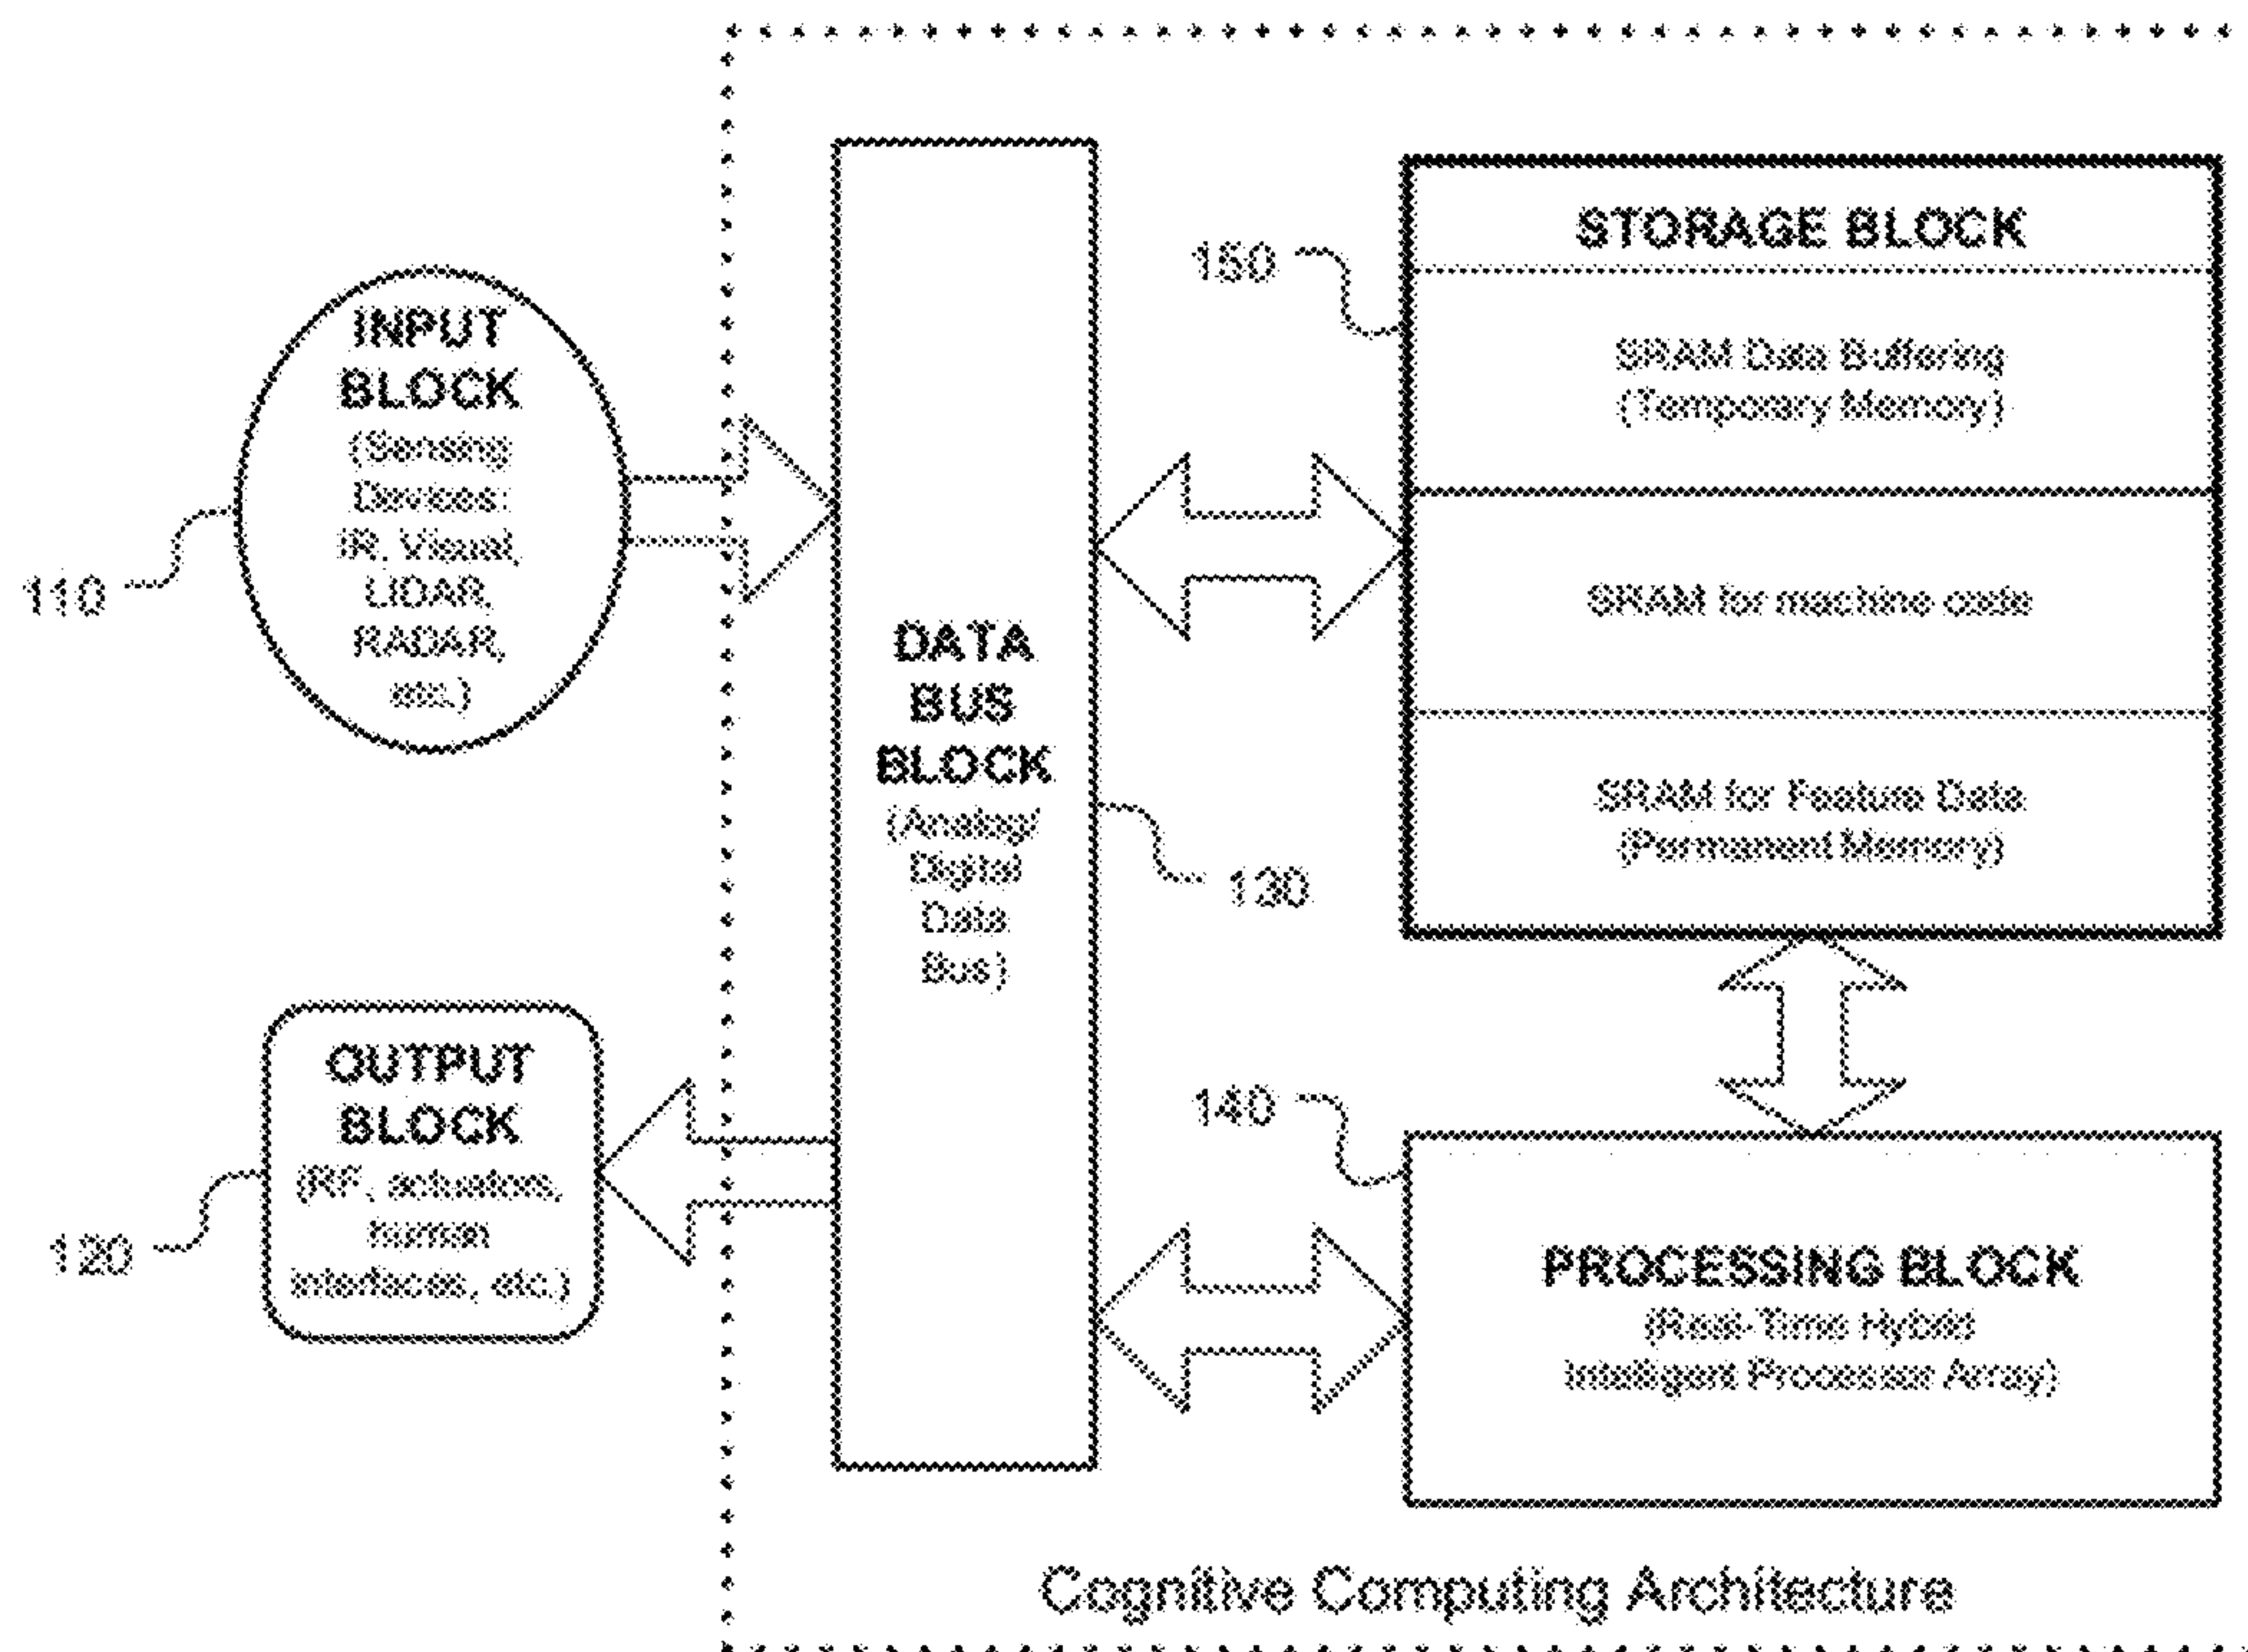 INPUT
BLOCK
(Sensing
Devices:
IR, Visual,
LIDAR,
RADAR,
etc.)
110
OUTPUT
BLOCK
(RF, actuators,
human
interfaces, etc.)
120
DATA
BUS
BLOCK
(Analog/
Digital
Data
Bus)
130
150
STORAGE BLOCK
SRAM Data Buffering
(Temporary Memory)
SRAM for machine code
SRAM for Feature Data
(Permanent Memory)
140
PROCESSING BLOCK
(Real-Time Hybrid
Intelligent Processor Array)
Cognitive Computing Architecture